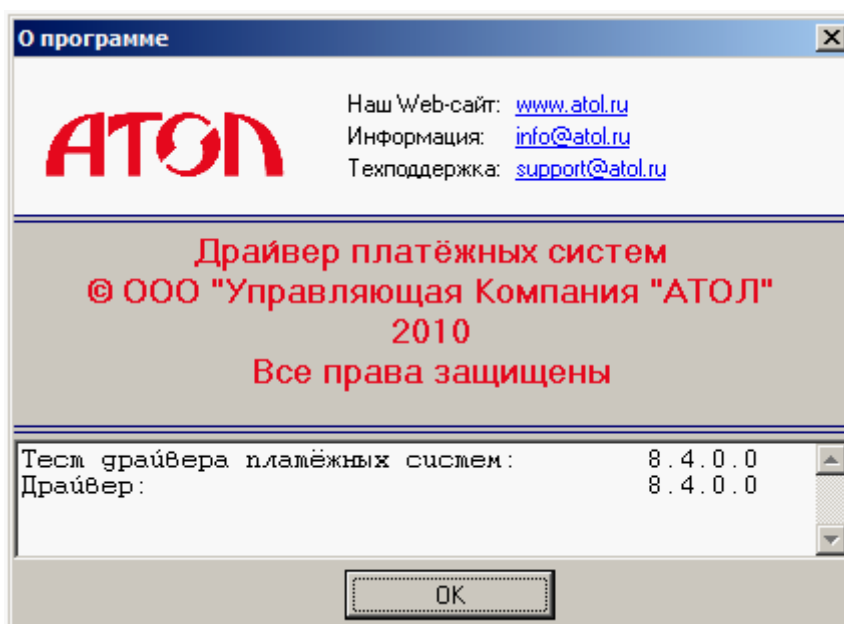 О программе
АТОЛ
Наш Web-сайт: www.atol.ru
Информация: info@atol.ru
Техподдержка: support@atol.ru
Драйвер платёжных систем
© ООО "Управляющая Компания "АТОЛ"
2010
Все права защищены
Тест драйвера платёжных систем: 8.4.0.0
Драйвер: 8.4.0.0
OK